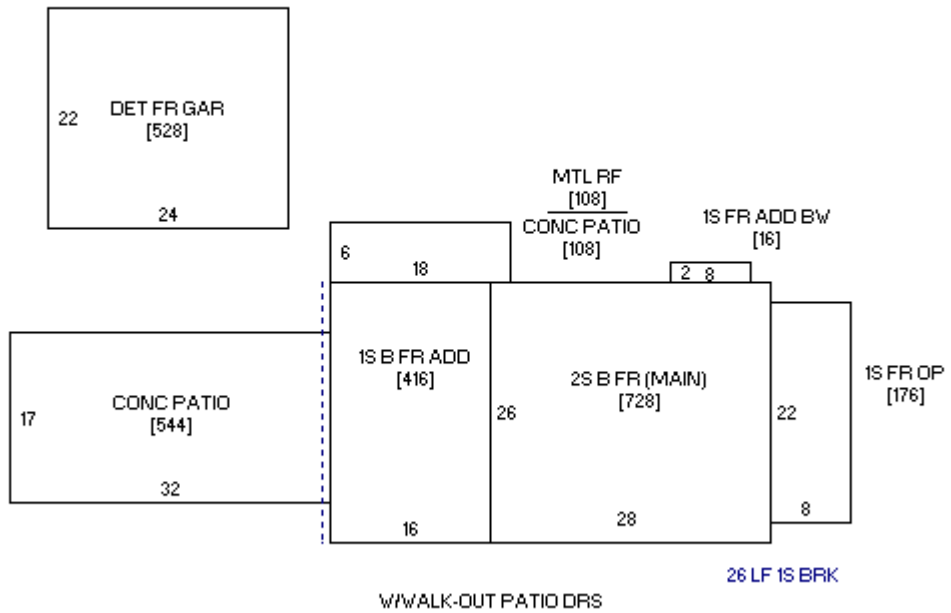 DET FR GAR
[528]
22
24
MTL RF
[108]
CONC PATIO
[108]
1S FR ADD BW
[16]
6
18
2 8
1S B FR ADD
[416]
2S B FR (MAIN)
[728]
1S FR OP
[176]
CONC PATIO
[544]
17
26
22
32
16
28
8
26 LF 1S BRK
W/WALK-OUT PATIO DRS